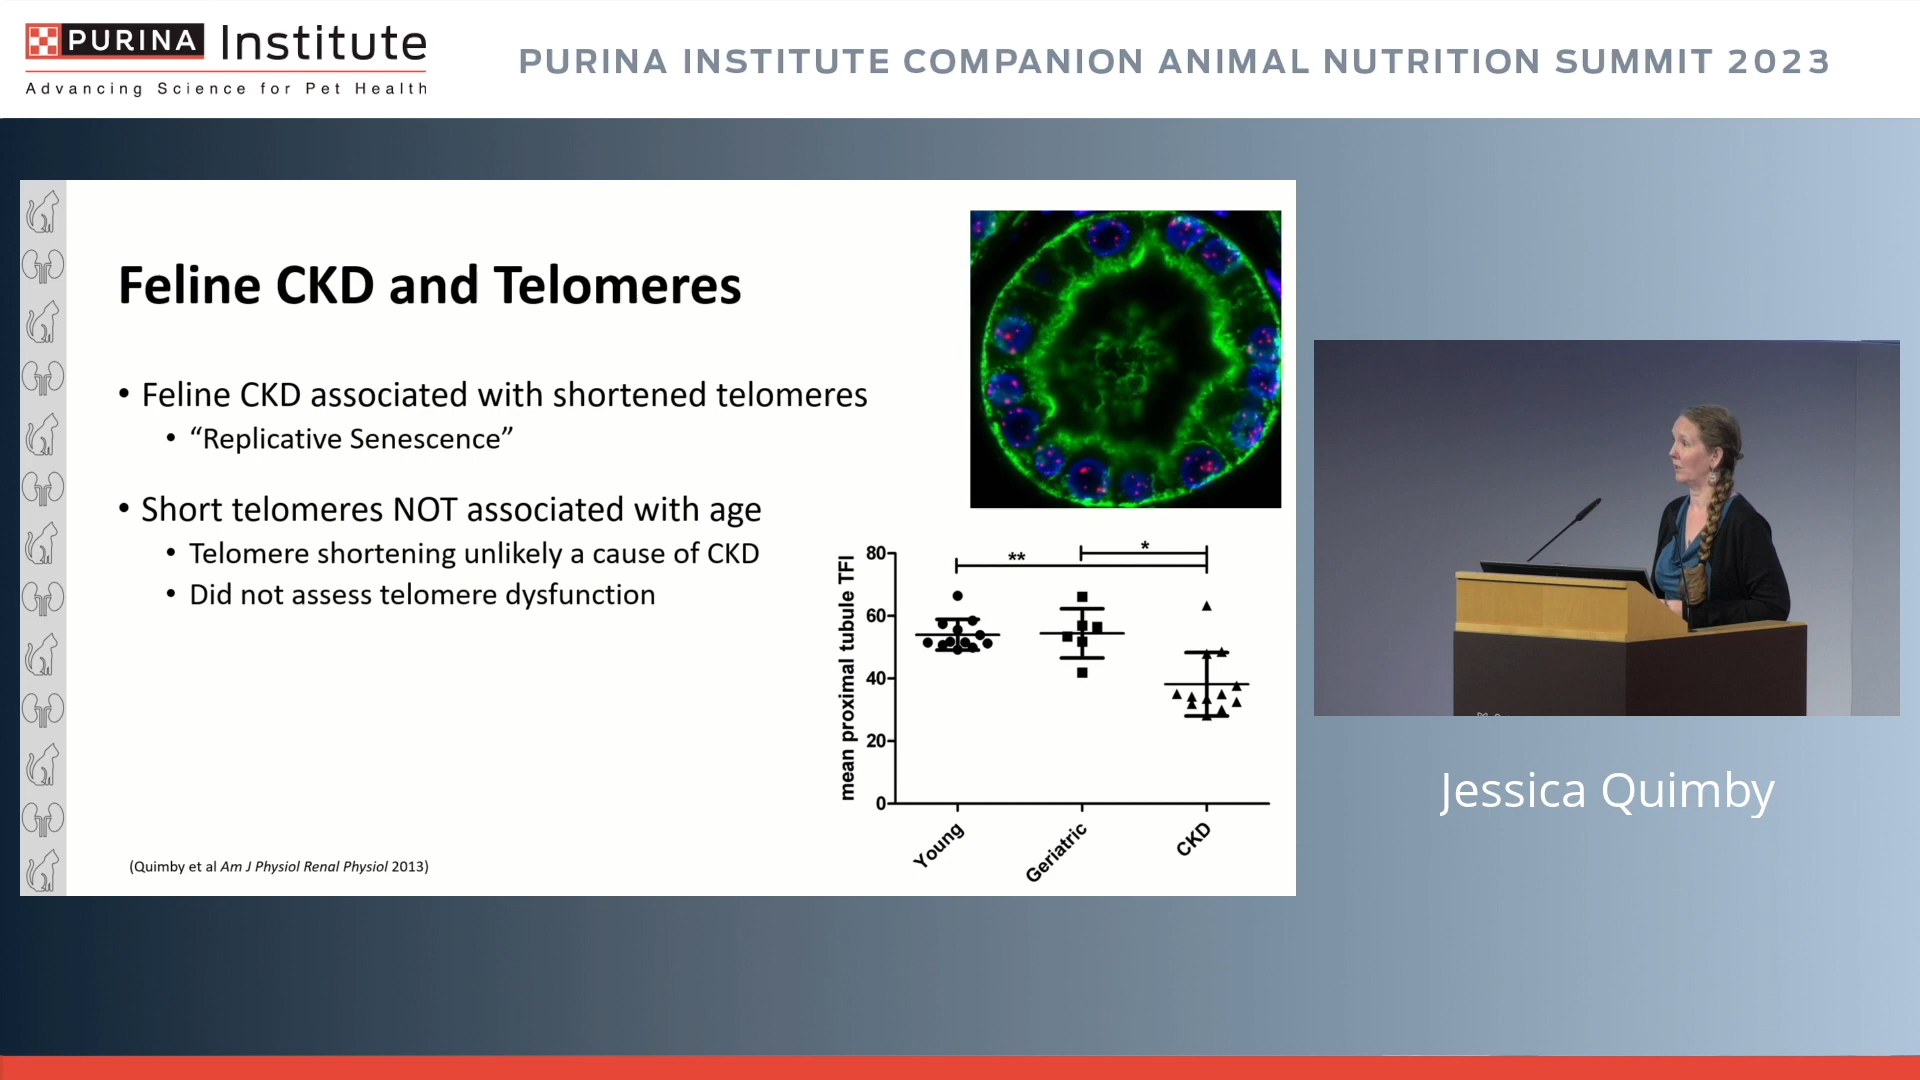 PURINA Institute
Advancing Science for Pet Health
PURINA INSTITUTE COMPANION ANIMAL NUTRITION SUMMIT 2023
Feline CKD and Telomeres
• Feline CKD associated with shortened telomeres
• “Replicative Senescence”
• Short telomeres NOT associated with age
• Telomere shortening unlikely a cause of CKD
• Did not assess telomere dysfunction
(Quimby et al Am J Physiol Renal Physiol 2013)
mean proximal tubule TFI
80
60
40
20
0
**
*
Young
Geriatric
CKD
Jessica Quimby